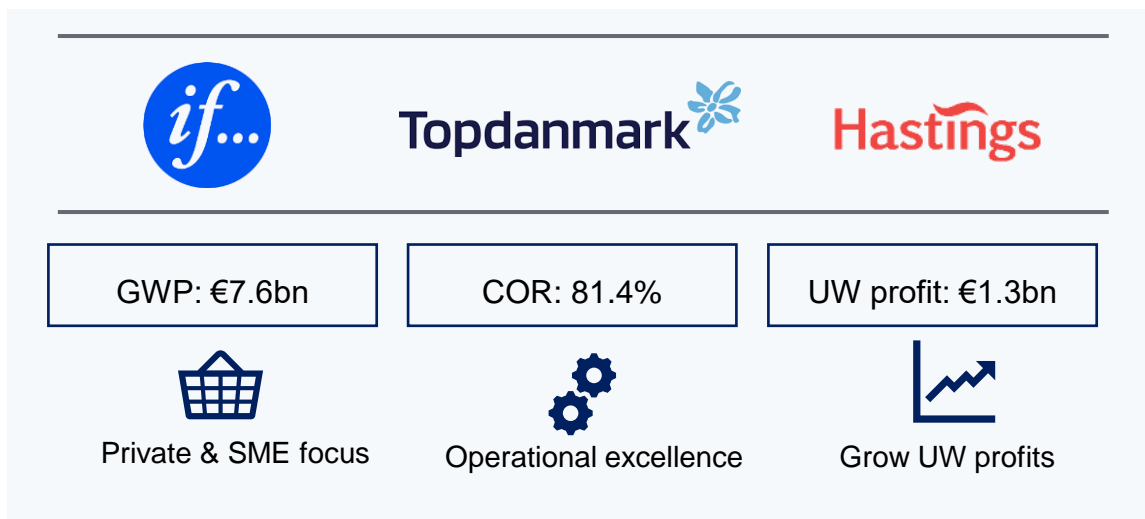 if...
Topdanmark
Hastings
GWP: €7.6bn
COR: 81.4%
UW profit: €1.3bn
Private & SME focus
Operational excellence
Grow UW profits